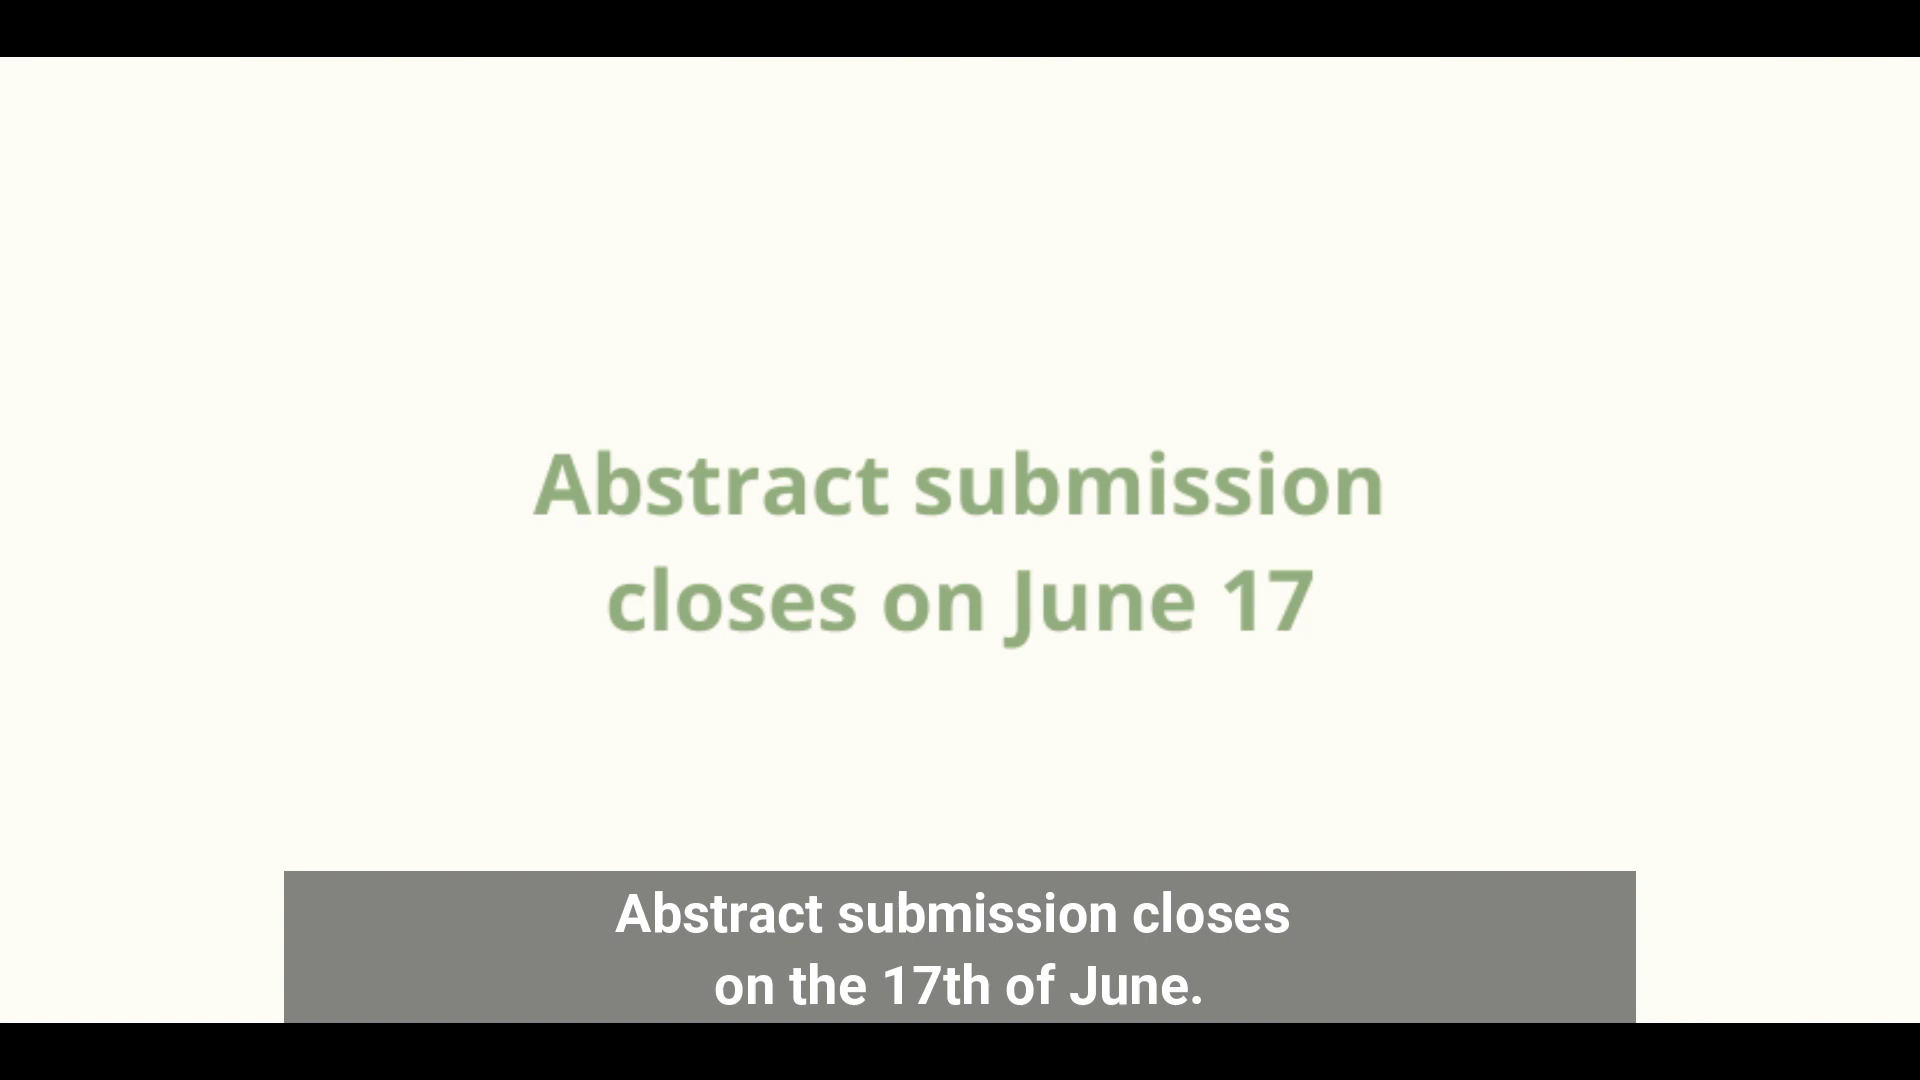 Abstract submission
closes on June 17
Abstract submission closes
on the 17th of June.